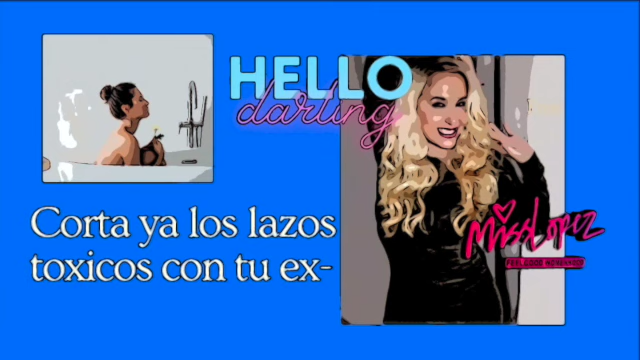 HELLO
darling
Corta ya los lazos
toxicos con tu ex-
MissLopez